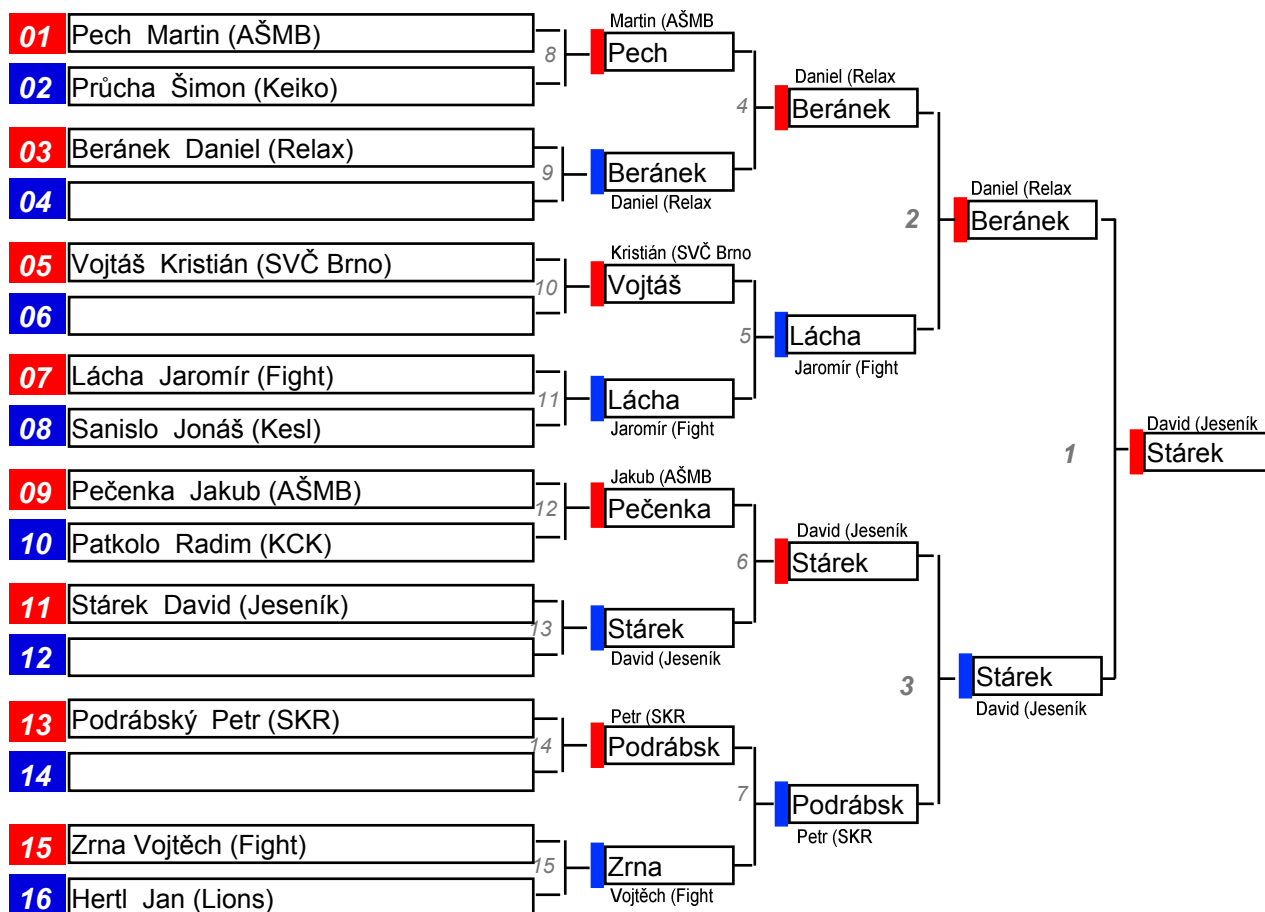 01 Pech Martin (AŠMB)
02 Průcha Šimon (Keiko)
03 Beránek Daniel (Relax)
04
05 Vojtáš Kristián (SVČ Brno)
06
07 Lácha Jaromír (Fight)
08 Sanislo Jonáš (Kesl)
09 Pečenka Jakub (AŠMB)
10 Patkolo Radim (KCK)
11 Stárek David (Jeseník)
12
13 Podrábský Petr (SKR)
14
15 Zrna Vojtěch (Fight)
16 Hertl Jan (Lions)
8
9
10
11
12
13
14
15
Martin (AŠMB
Pech
Beránek
Daniel (Relax
Kristián (SVČ Brno
Vojtáš
Lácha
Jaromír (Fight
Jakub (AŠMB
Pečenka
Stárek
David (Jeseník
Petr (SKR
Podrábsk
Zrna
Vojtěch (Fight
4
5
6
7
Daniel (Relax
Beránek
Lácha
Jaromír (Fight
David (Jeseník
Stárek
Podrábsk
Petr (SKR
2
3
Daniel (Relax
Beránek
Stárek
David (Jeseník
1
David (Jeseník
Stárek